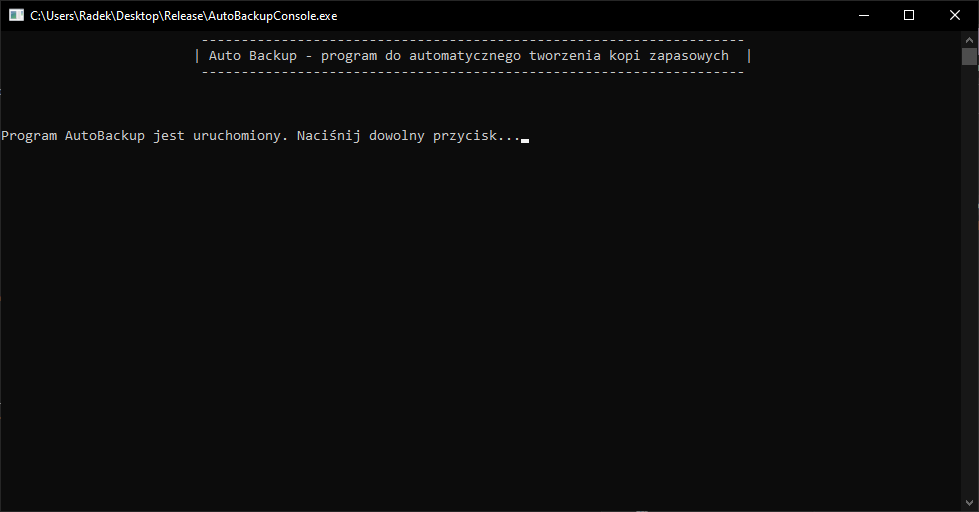 C:\Users\Radek\Desktop\Release\AutoBackupConsole.exe
--------------------------------------------------------------------
| Auto Backup - program do automatycznego tworzenia kopi zapasowych  |
--------------------------------------------------------------------
Program AutoBackup jest uruchomiony. Naciśnij dowolny przycisk...